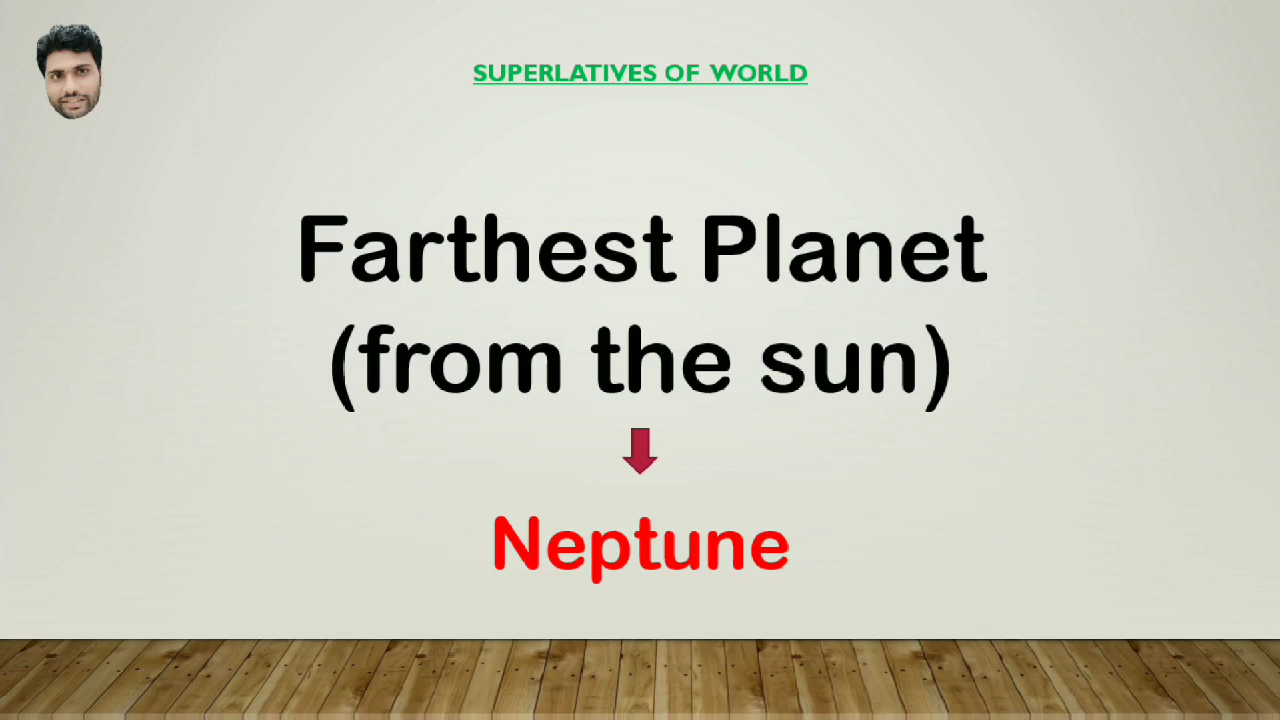 SUPERLATIVES OF WORLD
Farthest Planet
(from the sun)
Neptune